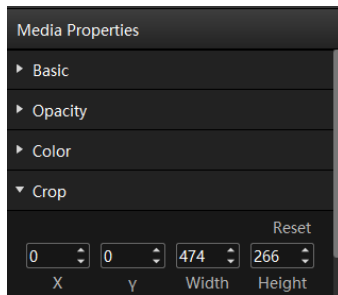 Media Properties
Basic
Opacity
Color
Crop
Reset
0 0 474 266
X y Width Height